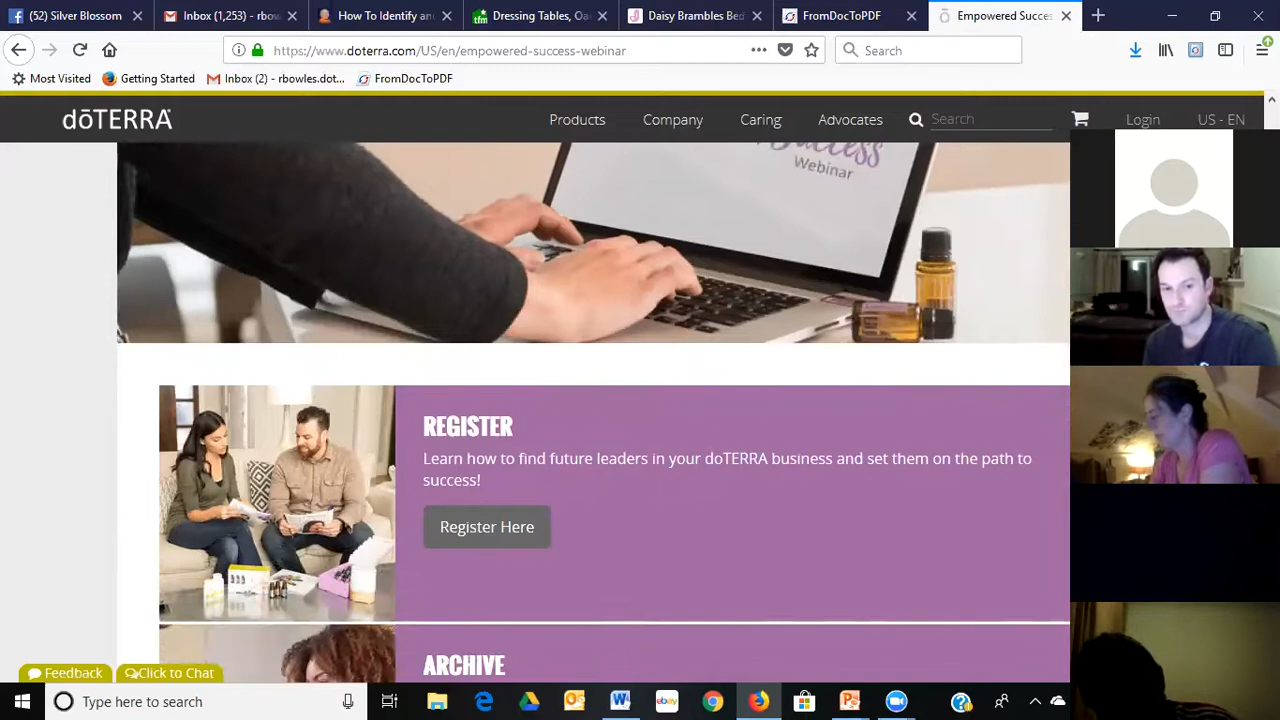 (52) Silver Blossom
Inbox (1,253) - rbow
How To Identify an
Dressing Tables, Oa
Daisy Brambles Bed
FromDocToPDF
Empowered Succes
https://www.doterra.com/US/en/empowered-success-webinar
Search
Most Visited
Getting Started
Inbox (2) - rbowles.dot...
FromDocToPDF
dōTERRA
Products
Company
Caring
Advocates
Search
Login
US - EN
Success
Webinar
REGISTER
Learn how to find future leaders in your doTERRA business and set them on the path to
success!
Register Here
ARCHIVE
Feedback
Click to Chat
Type here to search